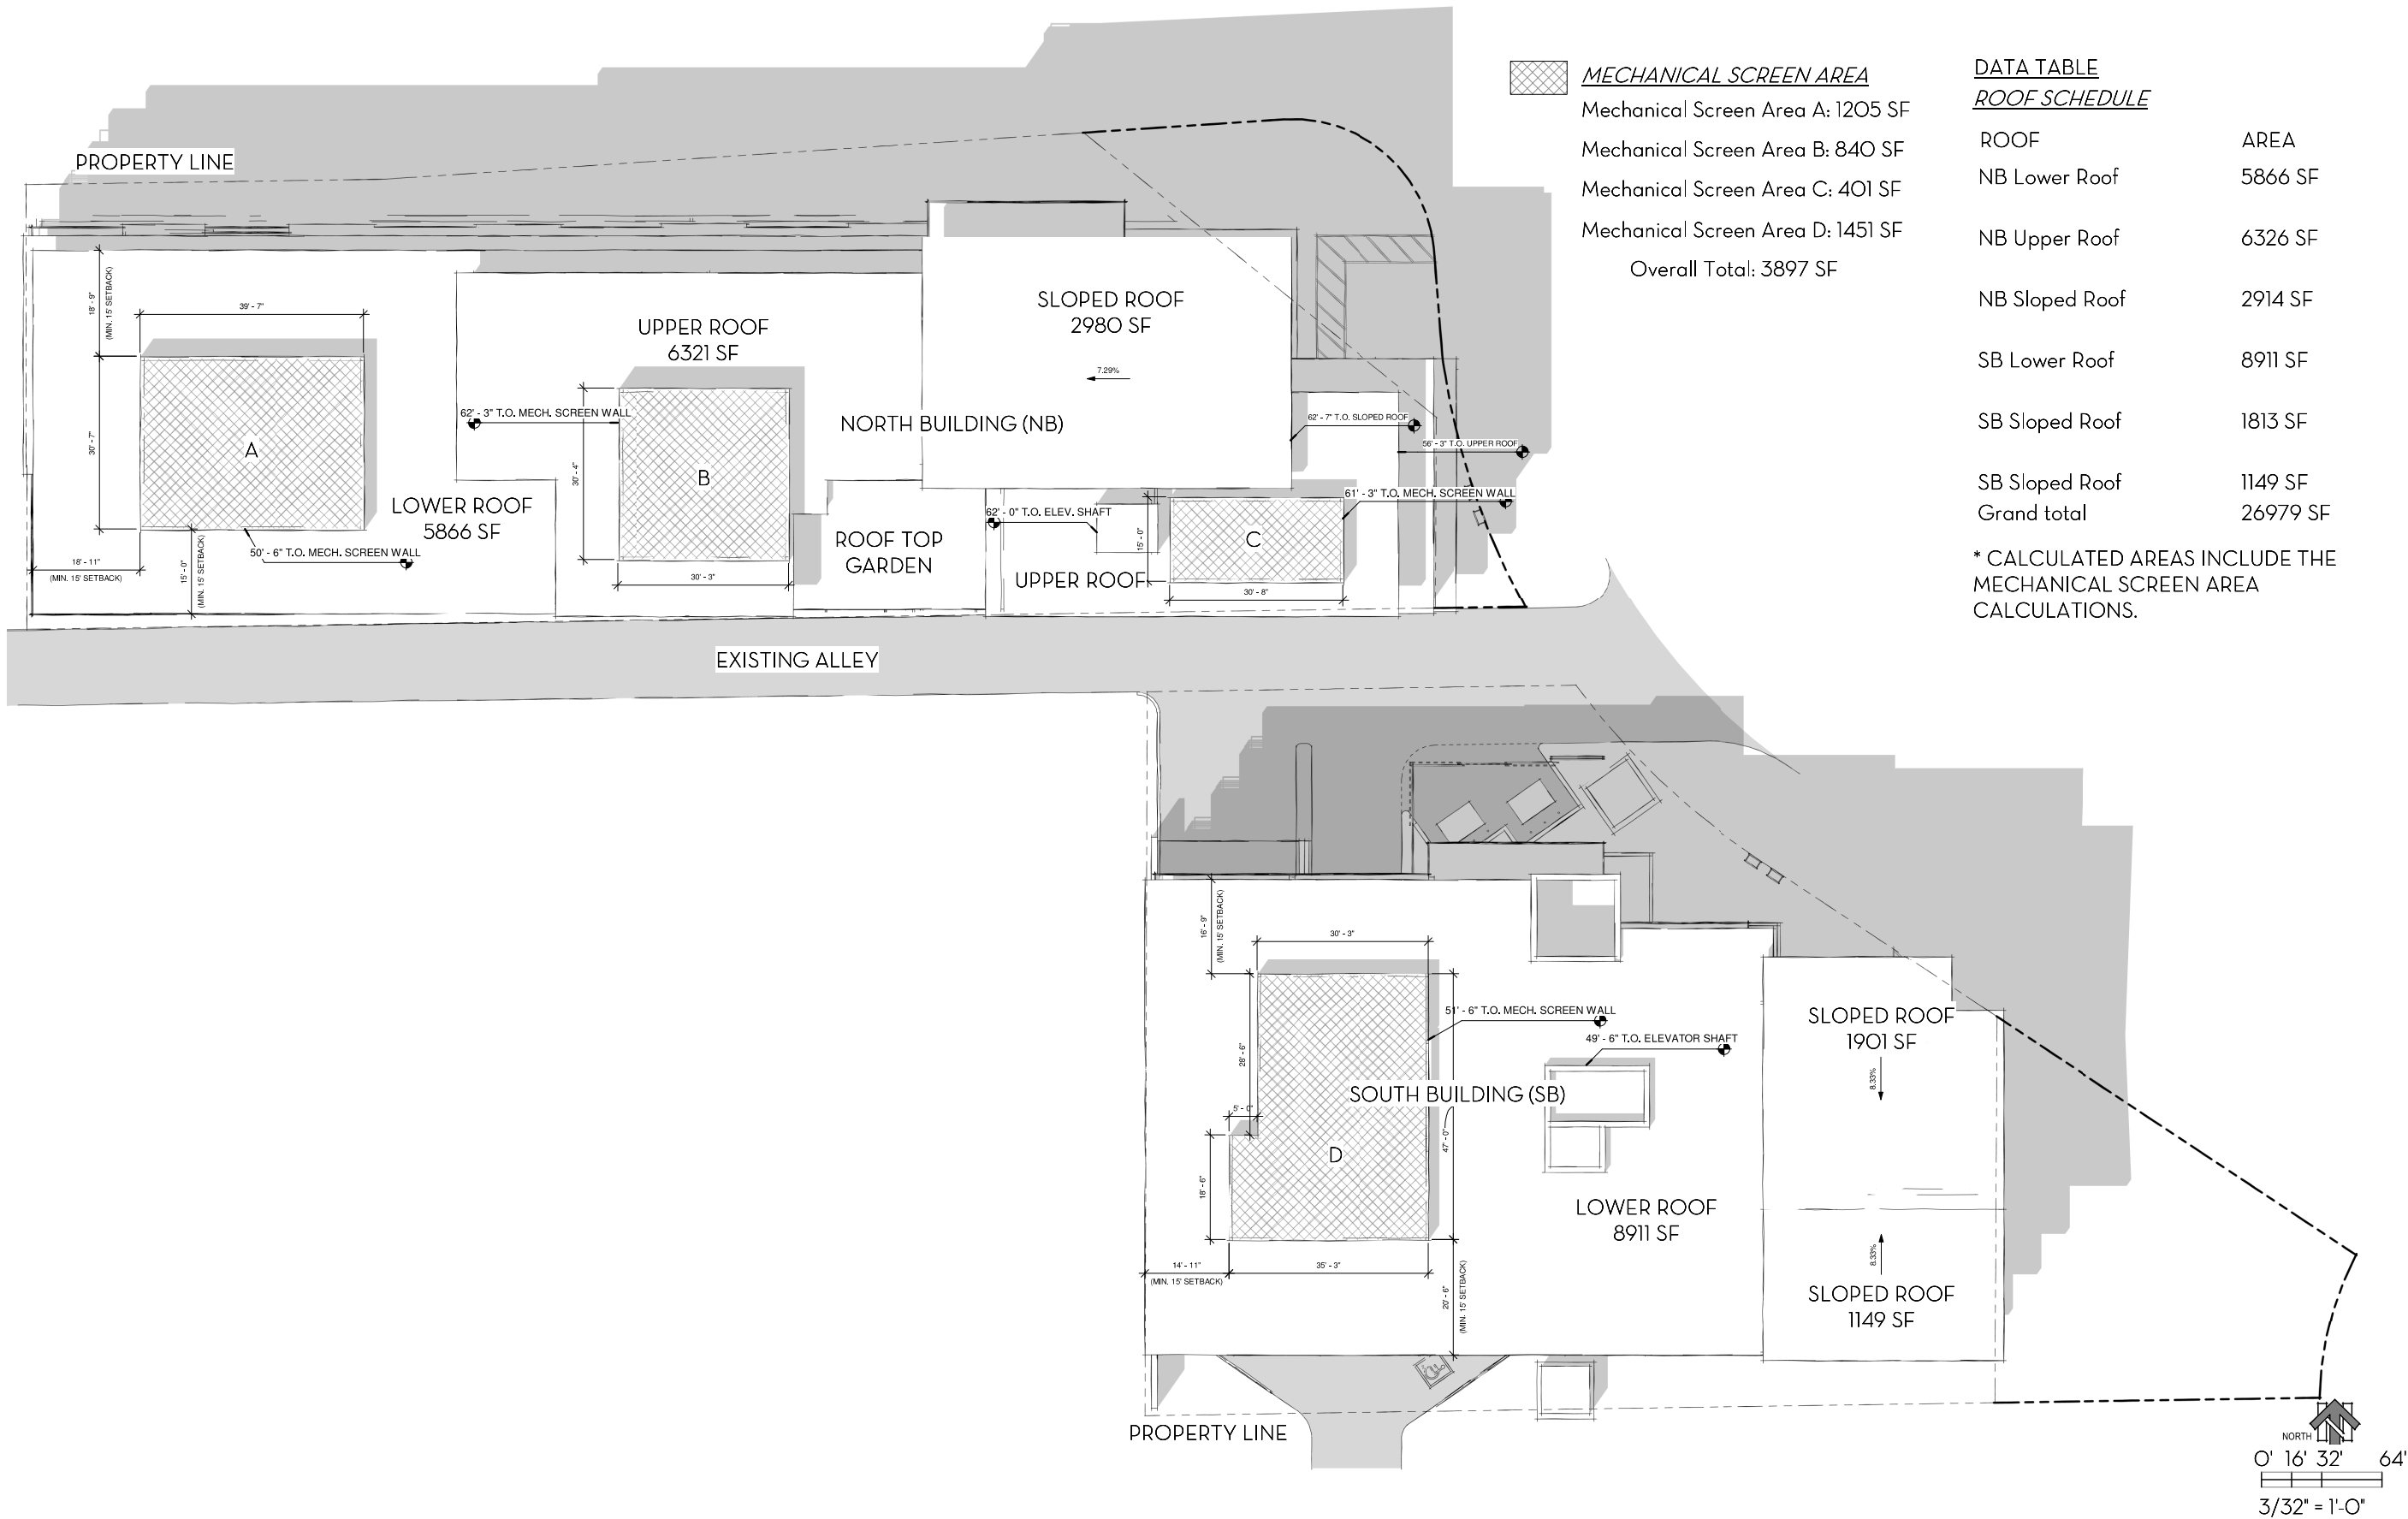 MECHANICAL SCREEN AREA
Mechanical Screen Area A: 1205 SF
Mechanical Screen Area B: 840 SF
Mechanical Screen Area C: 401 SF
Mechanical Screen Area D: 1451 SF
Overall Total: 3897 SF
DATA TABLE
ROOF SCHEDULE
ROOF AREA
NB Lower Roof 5866 SF
NB Upper Roof 6326 SF
NB Sloped Roof 2914 SF
SB Lower Roof 8911 SF
SB Sloped Roof 1813 SF
SB Sloped Roof 1149 SF
Grand total 26979 SF
* CALCULATED AREAS INCLUDE THE
MECHANICAL SCREEN AREA
CALCULATIONS.
PROPERTY LINE
18' - 9"
(MIN. 15' SETBACK)
39' - 7"
30' - 7"
A
LOWER ROOF
5866 SF
50' - 6" T.O. MECH. SCREEN WALL
18' - 11"
(MIN. 15' SETBACK)
15' - 0"
(MIN. 15' SETBACK)
UPPER ROOF
6321 SF
62' - 3" T.O. MECH. SCREEN WALL
30' - 4"
B
30' - 3"
NORTH BUILDING (NB)
SLOPED ROOF
2980 SF
7.29%
62' - 7" T.O. SLOPED ROOF
56' - 3" T.O. UPPER ROOF
61' - 3" T.O. MECH. SCREEN WALL
62' - 0" T.O. ELEV. SHAFT
15' - 0"
C
30' - 8"
ROOF TOP
GARDEN
UPPER ROOF
EXISTING ALLEY
16' - 9"
(MIN. 15' SETBACK)
30' - 3"
51' - 6" T.O. MECH. SCREEN WALL
49' - 6" T.O. ELEVATOR SHAFT
28' - 6"
SOUTH BUILDING (SB)
5' - 0"
47' - 0"
D
18' - 6"
14' - 11"
(MIN. 15' SETBACK)
35' - 3"
20' - 6"
(MIN. 15' SETBACK)
LOWER ROOF
8911 SF
SLOPED ROOF
1901 SF
8.33%
8.33%
SLOPED ROOF
1149 SF
PROPERTY LINE
NORTH
N
0' 16' 32' 64'
3/32" = 1'-0"